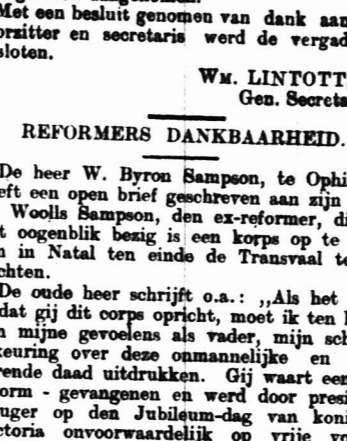 Met een besluit genomen van dank aan
orzitter en secretaris werd de vergad
sloten.
WM. LINTOTT
Gen. Secreta
REFORMERS DANKBAARHEID.
De heer W. Byron Sampson, te Ophi
eft een open brief geschreven aan zijn
Woolls Sampson, den ex-reformer, di
t oogenblik bezig is een korps op te
n in Natal ten einde de Transvaal te
chten.
De oude heer schrijft o.a.: ,,Als het
dat gij dit corps opricht, moet ik ten
n mijne gevoelens als vader, mijn sch
keuring over deze onmannelijke en
rende daad uitdrukken. Gij waart een
orm - gevangenen en werd door presi
uger op den Jubileum-dag van koni
ctoria onvoorwaardelijk op vrije v